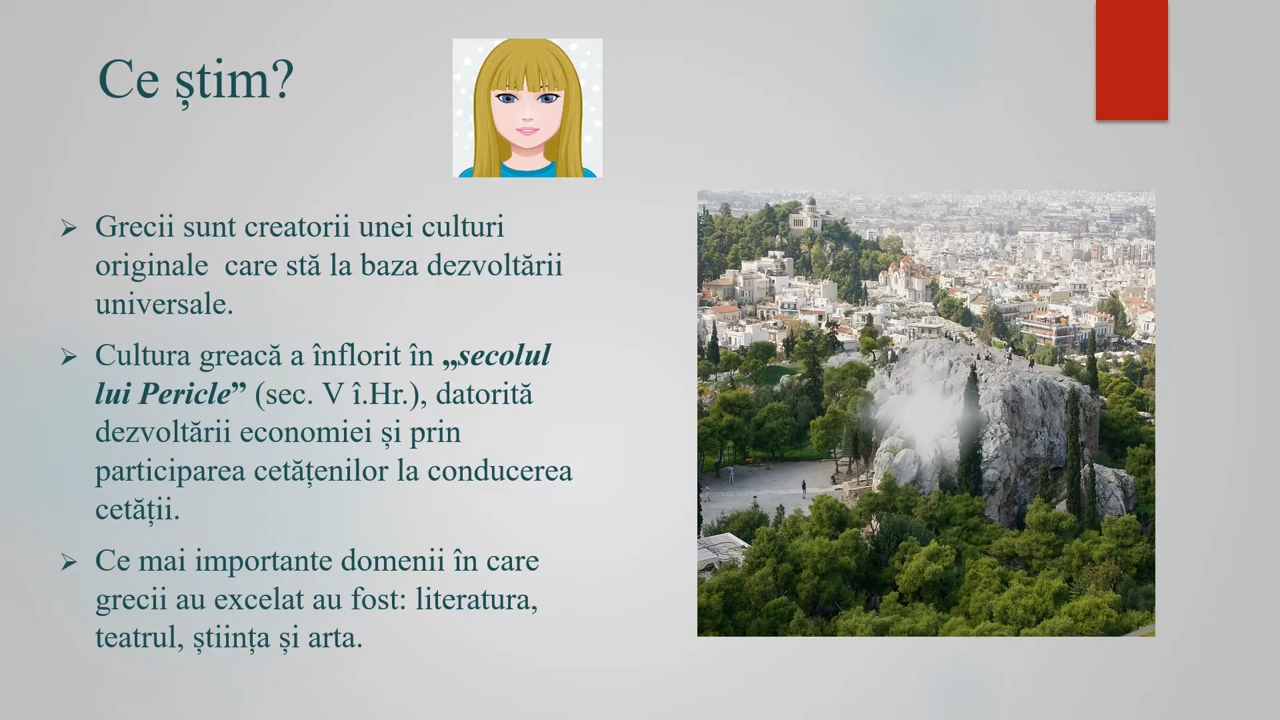 Ce știm?
Grecii sunt creatorii unei culturi
originale  care stă la baza dezvoltării
universale.
Cultura greacă a înflorit în „secolul
lui Pericle” (sec. V î.Hr.), datorită
dezvoltării economiei și prin
participarea cetățenilor la conducerea
cetății.
Ce mai importante domenii în care
grecii au excelat au fost: literatura,
teatrul, știința și arta.